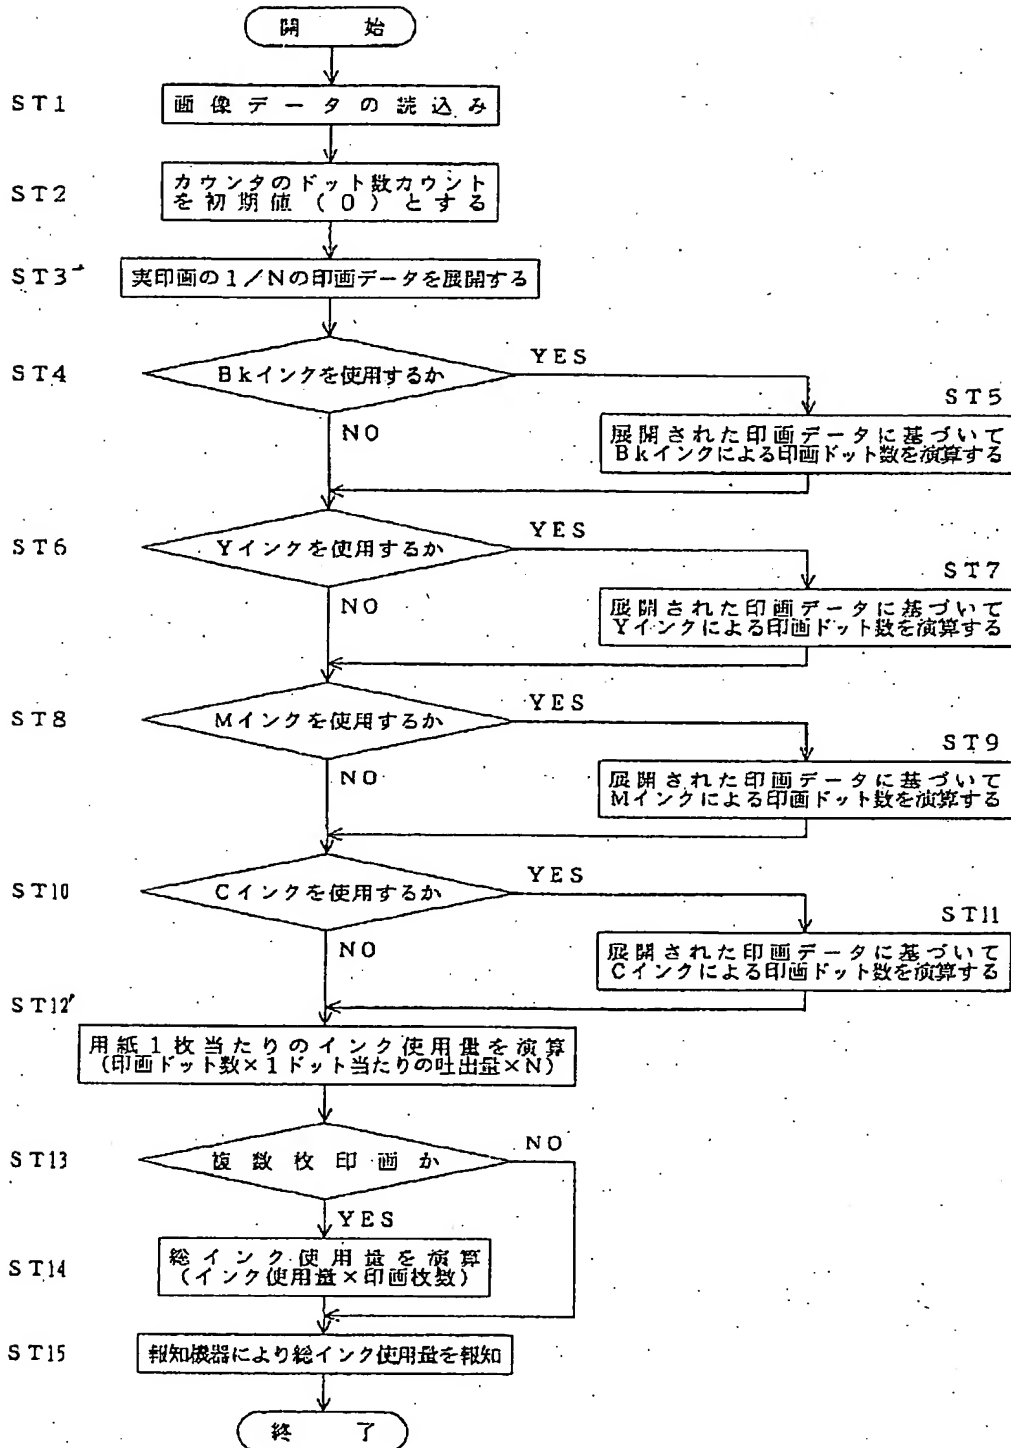 開 始
ST1
画像データの読込み
ST2
カウンタのドット数カウント
を初期値(0)とする
ST3'
実印画の1/Nの印画データを展開する
ST4
Bkインクを使用するか
YES
NO
ST5
展開された印画データに基づいて
Bkインクによる印画ドット数を演算する
ST6
Yインクを使用するか
YES
NO
ST7
展開された印画データに基づいて
Yインクによる印画ドット数を演算する
ST8
Mインクを使用するか
YES
NO
ST9
展開された印画データに基づいて
Mインクによる印画ドット数を演算する
ST10
Cインクを使用するか
YES
NO
ST11
展開された印画データに基づいて
Cインクによる印画ドット数を演算する
ST12'
用紙1枚当たりのインク使用量を演算
(印画ドット数×1ドット当たりの吐出量×N)
ST13
複数枚印画か
NO
YES
ST14
総インク使用量を演算
(インク使用量×印画枚数)
ST15
報知機器により総インク使用量を報知
終 了